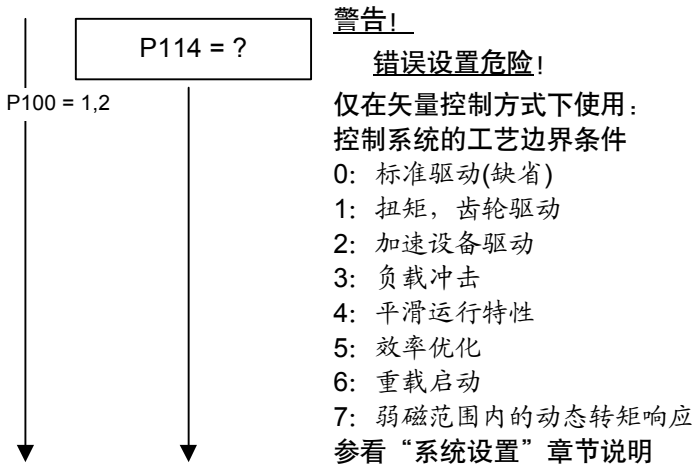 警告！
P114 = ?
错误设置危险！
P100 = 1,2
仅在矢量控制方式下使用：
控制系统的工艺边界条件
0：标准驱动(缺省)
1：扭矩，齿轮驱动
2：加速设备驱动
3：负载冲击
4：平滑运行特性
5：效率优化
6：重载启动
7：弱磁范围内的动态转矩响应
参看“系统设置”章节说明